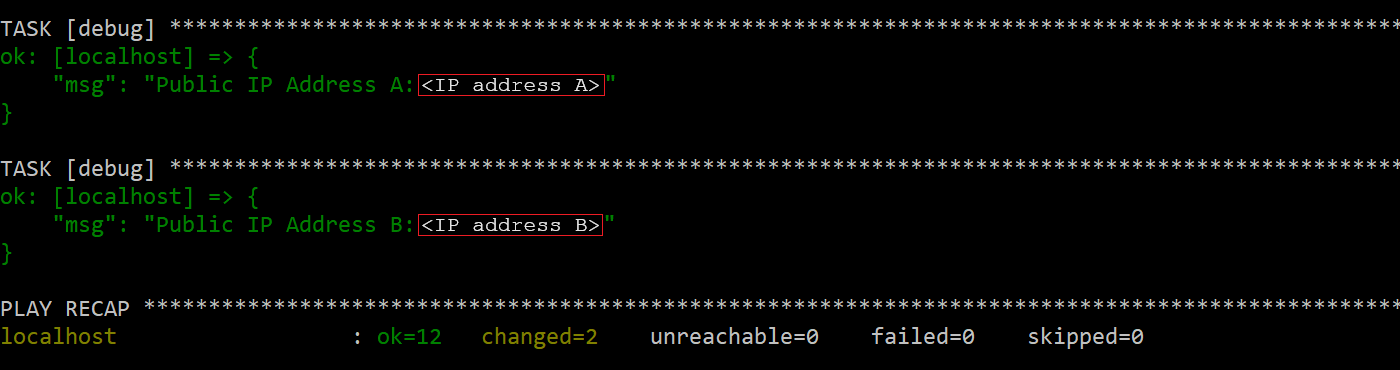 TASK [debug] ***********************************************************************************************
ok: [localhost] => {
    "msg": "Public IP Address A:<IP address A>"
}
TASK [debug] ***********************************************************************************************
ok: [localhost] => {
    "msg": "Public IP Address B:<IP address B>"
}
PLAY RECAP *************************************************************************************************
localhost                  : ok=12   changed=2    unreachable=0    failed=0    skipped=0